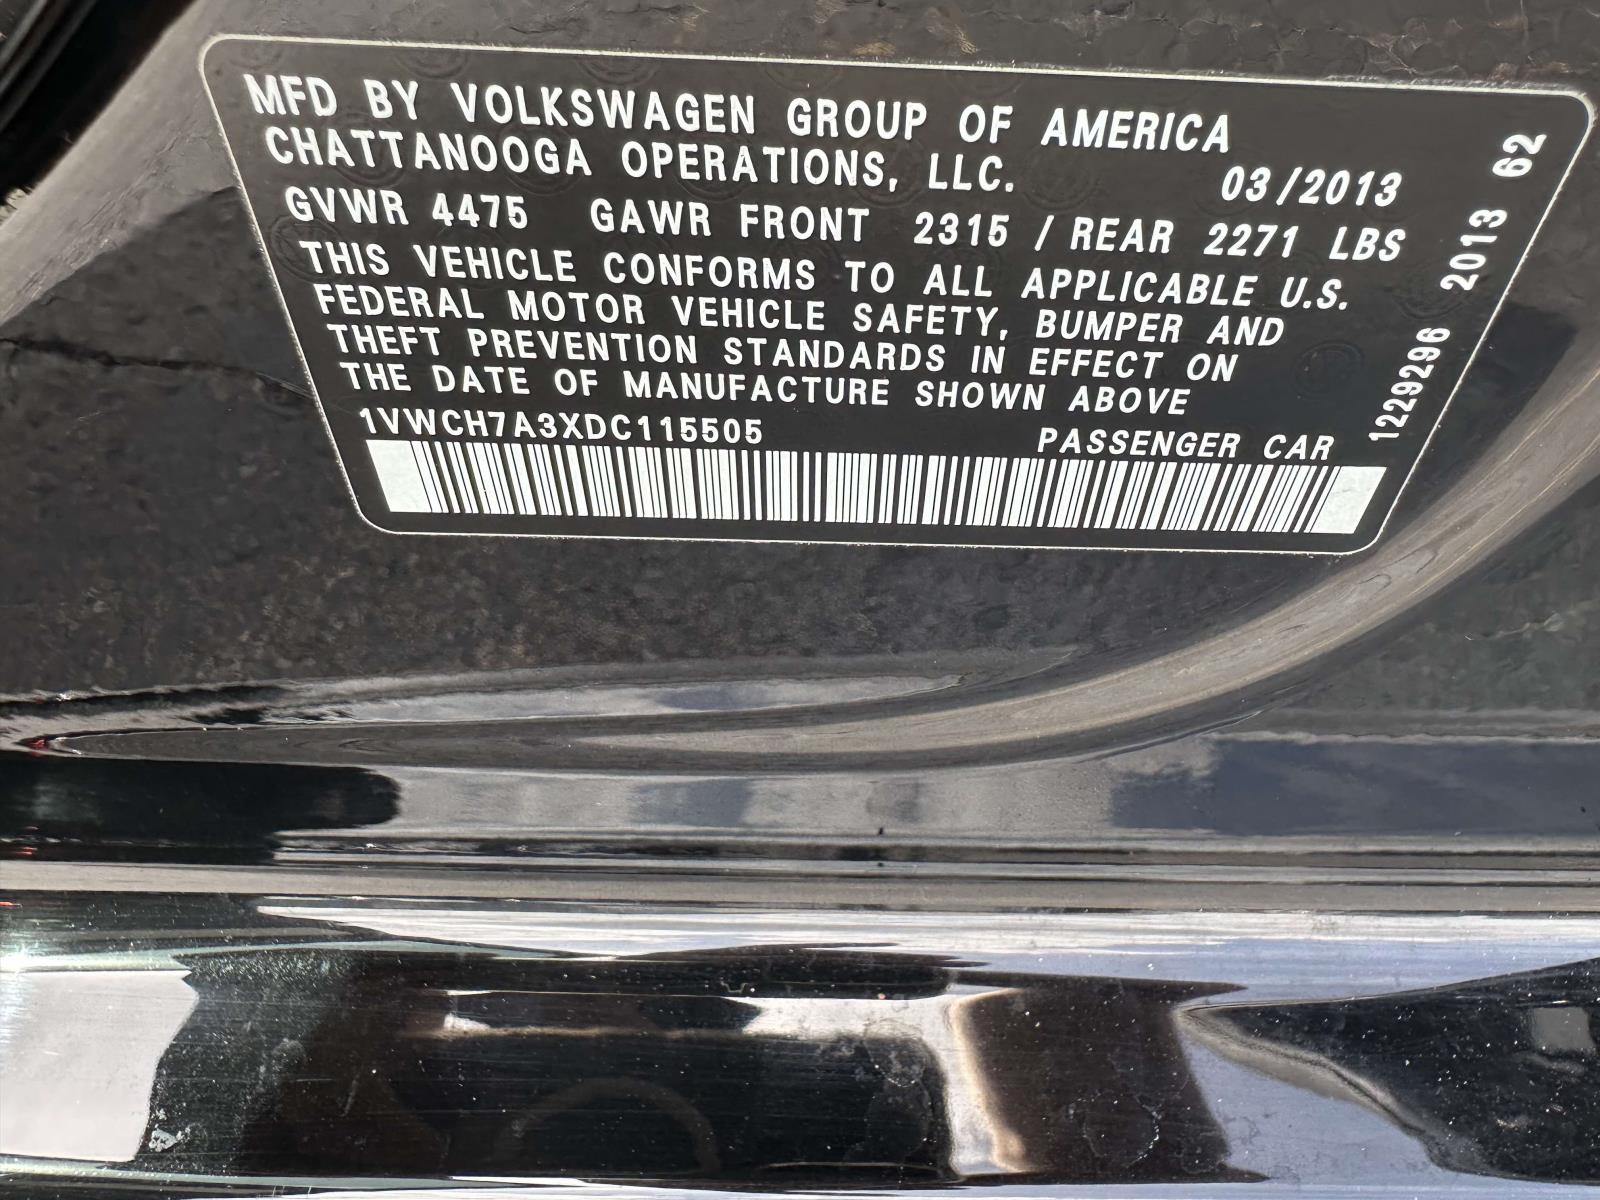 MFD BY VOLKSWAGEN GROUP OF AMERICA
CHATTANOOGA OPERATIONS, LLC. 03/2013
GVWR 4475 GAWR FRONT 2315 / REAR 2271 LBS
THIS VEHICLE CONFORMS TO ALL APPLICABLE U.S.
FEDERAL MOTOR VEHICLE SAFETY, BUMPER AND
THEFT PREVENTION STANDARDS IN EFFECT ON
THE DATE OF MANUFACTURE SHOWN ABOVE
1VWCH7A3XDC115505 PASSENGER CAR
1229296 2013 62